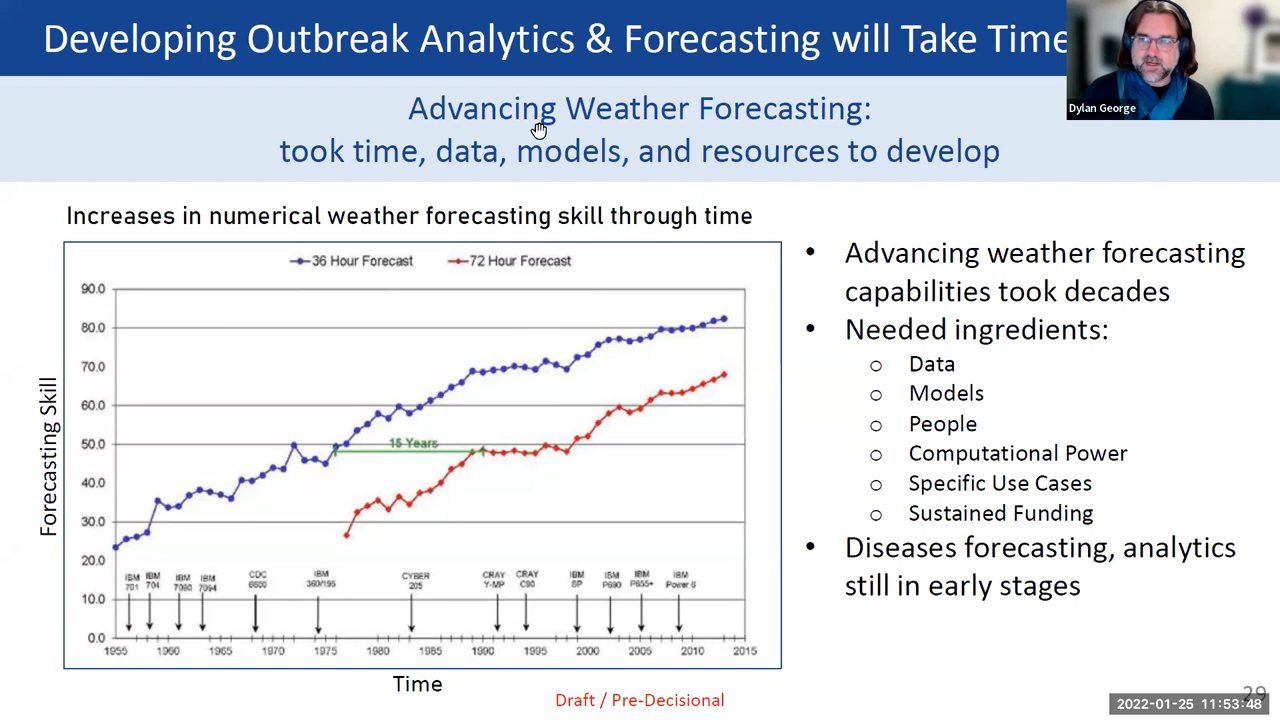 Developing Outbreak Analytics & Forecasting will Take Time
Dylan George
Advancing Weather Forecasting:
took time, data, models, and resources to develop
Increases in numerical weather forecasting skill through time
36 Hour Forecast
72 Hour Forecast
90.0
80.0
70.0
60.0
50.0
40.0
30.0
20.0
10.0
0.0
Forecasting Skill
15 Years
IBM 701
IBM 704
IBM 7090
IBM 7094
CDC 6600
IBM 360/195
CYBER 205
CRAY Y-MP
CRAY C90
IBM SP
IBM P690
IBM P655+
IBM Power 6
1955 1960 1965 1970 1975 1980 1985 1990 1995 2000 2005 2010 2015
Time
• Advancing weather forecasting
capabilities took decades
• Needed ingredients:
o Data
o Models
o People
o Computational Power
o Specific Use Cases
o Sustained Funding
• Diseases forecasting, analytics
still in early stages
Draft / Pre-Decisional
29
2022-01-25 11:53:48